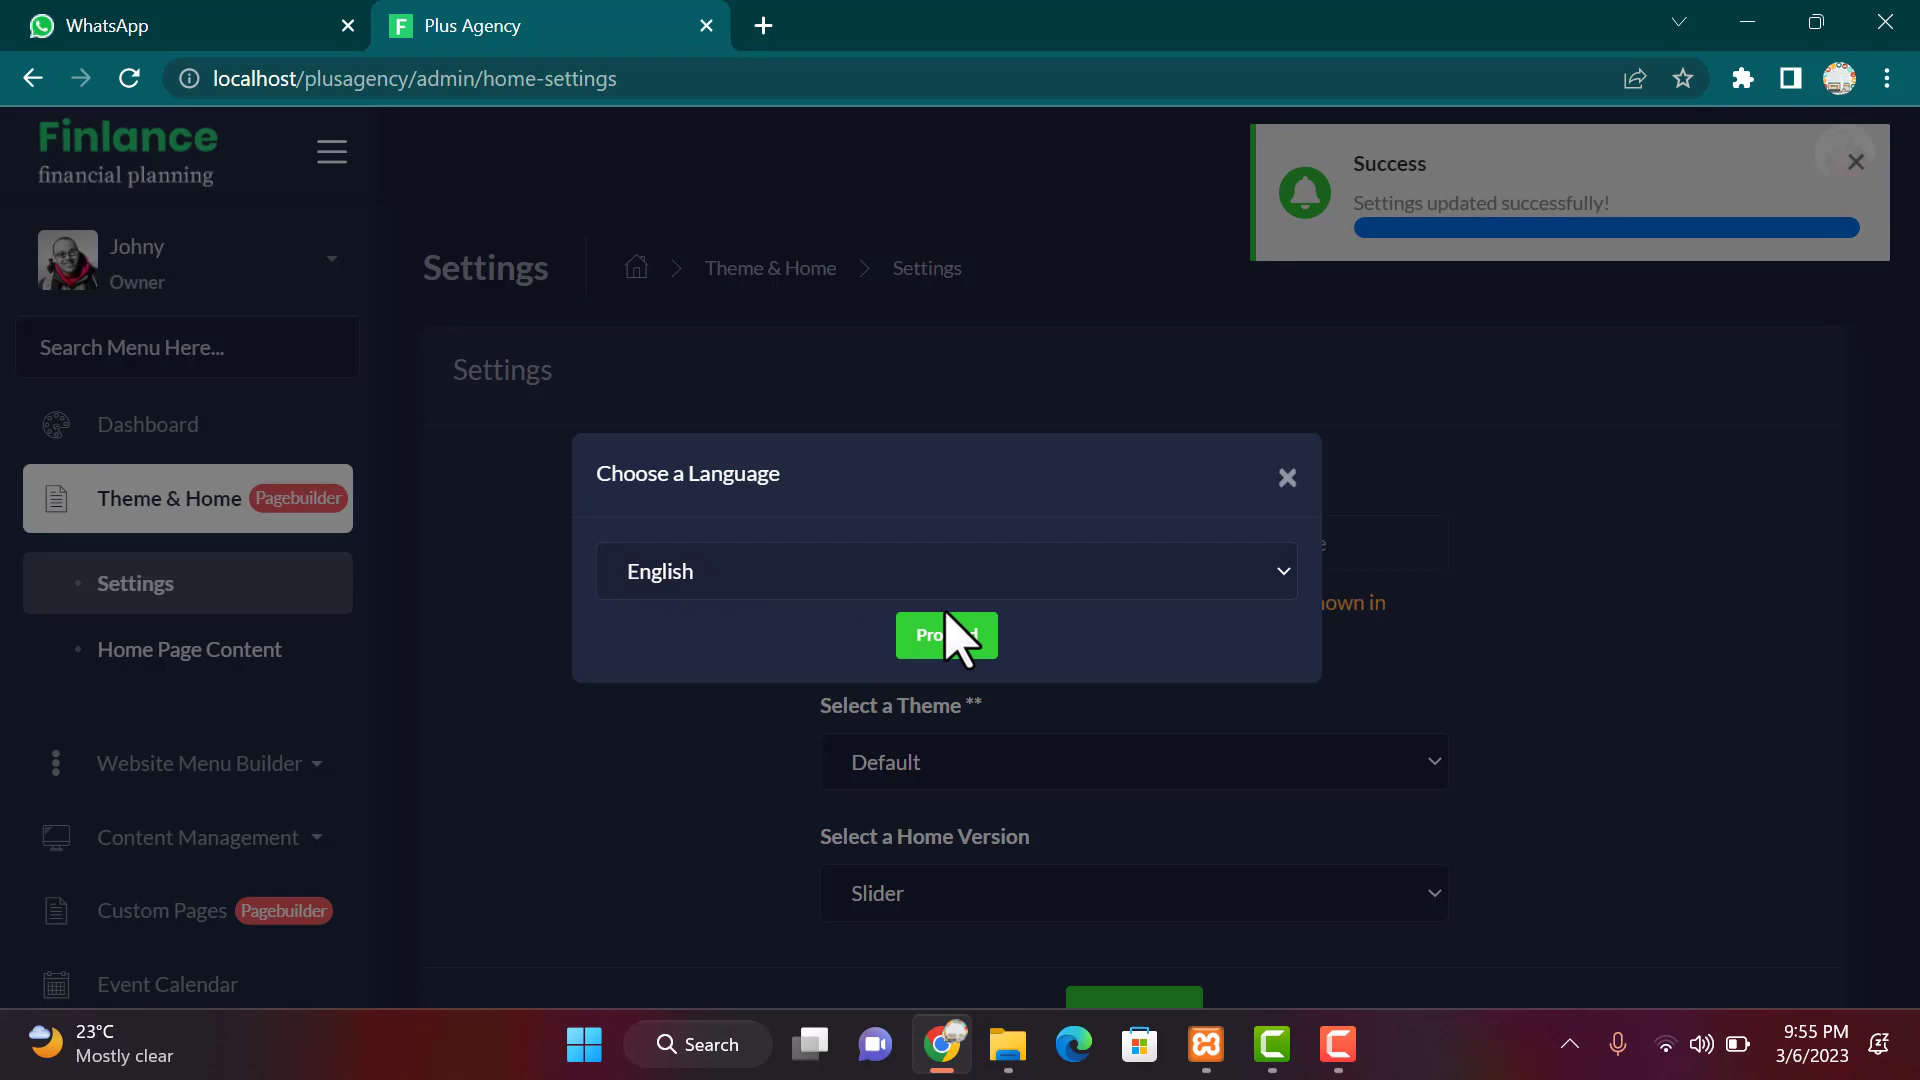 WhatsApp
Plus Agency
localhost/plusagency/admin/home-settings
Finlance
financial planning
Success
Settings updated successfully!
Johny
Owner
Settings
Theme & Home
Settings
Search Menu Here...
Settings
Dashboard
Theme & Home Pagebuilder
Choose a Language
English
Settings
Home Page Content
Select a Theme **
Default
Website Menu Builder
Select a Home Version
Content Management
Slider
Custom Pages Pagebuilder
Event Calendar
23°C
Mostly clear
Search
9:55 PM
3/6/2023